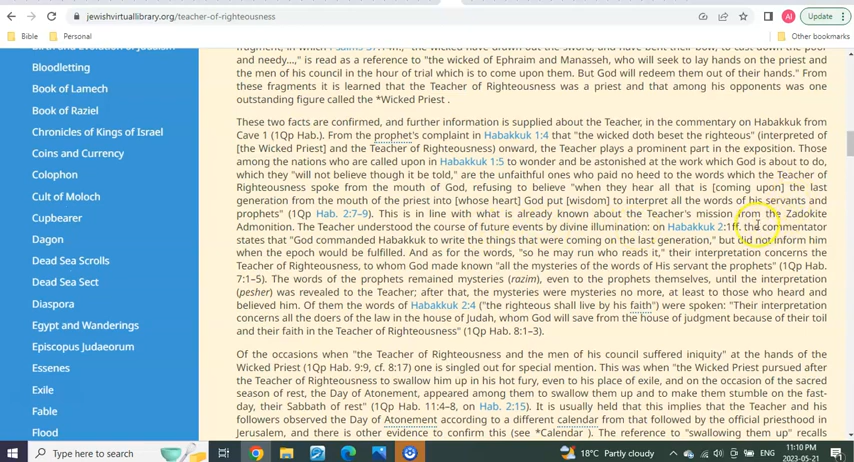 jewishvirtuallibrary.org/teacher-of-righteousness
AI
Update
Bible
Personal
Other bookmarks
Bloodletting
Book of Lamech
Book of Raziel
Chronicles of Kings of Israel
Coins and Currency
Colophon
Cult of Moloch
Cupbearer
Dagon
Dead Sea Scrolls
Dead Sea Sect
Diaspora
Egypt and Wanderings
Episcopus Judaeorum
Essenes
Exile
Fable
Flood
and needy...," is read as a reference to "the wicked of Ephraim and Manasseh, who will seek to lay hands on the priest and
the men of his council in the hour of trial which is to come upon them. But God will redeem them out of their hands." From
these fragments it is learned that the Teacher of Righteousness was a priest and that among his opponents was one
outstanding figure called the *Wicked Priest .
These two facts are confirmed, and further information is supplied about the Teacher, in the commentary on Habakkuk from
Cave 1 (1Qp Hab.). From the prophet's complaint in Habakkuk 1:4 that "the wicked doth beset the righteous" (interpreted of
[the Wicked Priest] and the Teacher of Righteousness) onward, the Teacher plays a prominent part in the exposition. Those
among the nations who are called upon in Habakkuk 1:5 to wonder and be astonished at the work which God is about to do,
which they "will not believe though it be told, are the unfaithful ones who paid no heed to the words which the Teacher of
Righteousness spoke from the mouth of God, refusing to believe "when they hear all that is [coming upon] the last
generation from the mouth of the priest into [whose heart] God put [wisdom] to interpret all the words of his servants and
prophets" (1Qp Hab. 2:7–9). This is in line with what is already known about the Teacher's mission from the Zadokite
Admonition. The Teacher understood the course of future events by divine illumination: on Habakkuk 2:1ff. the commentator
states that "God commanded Habakkuk to write the things that were coming on the last generation," but did not inform him
when the epoch would be fulfilled. And as for the words, "so he may run who reads it," their interpretation concerns the
Teacher of Righteousness, to whom God made known "all the mysteries of the words of His servant the prophets" (1Qp Hab.
7:1–5). The words of the prophets remained mysteries (razim), even to the prophets themselves, until the interpretation
(pesher) was revealed to the Teacher; after that, the mysteries were mysteries no more, at least to those who heard and
believed him. Of them the words of Habakkuk 2:4 ("the righteous shall live by his faith") were spoken: "Their interpretation
concerns all the doers of the law in the house of Judah, whom God will save from the house of judgment because of their toil
and their faith in the Teacher of Righteousness" (1Qp Hab. 8:1–3).
Of the occasions when "the Teacher of Righteousness and the men of his council suffered iniquity" at the hands of the
Wicked Priest (1Qp Hab. 9:9, cf. 8:17) one is singled out for special mention. This was when "the Wicked Priest pursued after
the Teacher of Righteousness to swallow him up in his hot fury, even to his place of exile, and on the occasion of the sacred
season of rest, the Day of Atonement, appeared among them to swallow them up and to make them stumble on the fast-
day, their Sabbath of rest" (1Qp Hab. 11:4–8, on Hab. 2:15). It is usually held that this implies that the Teacher and his
followers observed the Day of Atonement according to a different calendar from that followed by the official priesthood in
Jerusalem, and there is other evidence to confirm this (see *Calendar ). The reference to "swallowing them up" recalls
Type here to search
18°C Partly cloudy
ENG
11:10 PM
2023-05-21